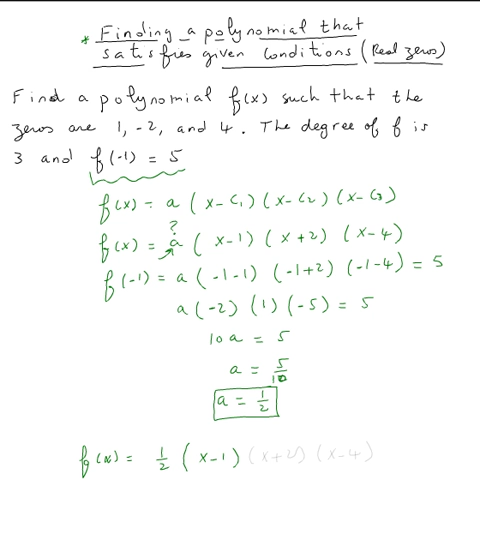 * Finding a polynomial that
satisfies given conditions (Real zeros)
Find a polynomial f(x) such that the
zeros are 1, -2, and 4. The degree of f is
3 and f(-1) = 5
f(x) = a (x-c1)(x-c2)(x-c3)
?
f(x) = a (x-1) (x+2) (x-4)
f(-1) = a (-1-1) (-1+2) (-1-4) = 5
a(-2) (1) (-5) = 5
10a = 5
a = 5/10
a = 1/2
f(x) = 1/2 (x-1) (x+2) (x-4)